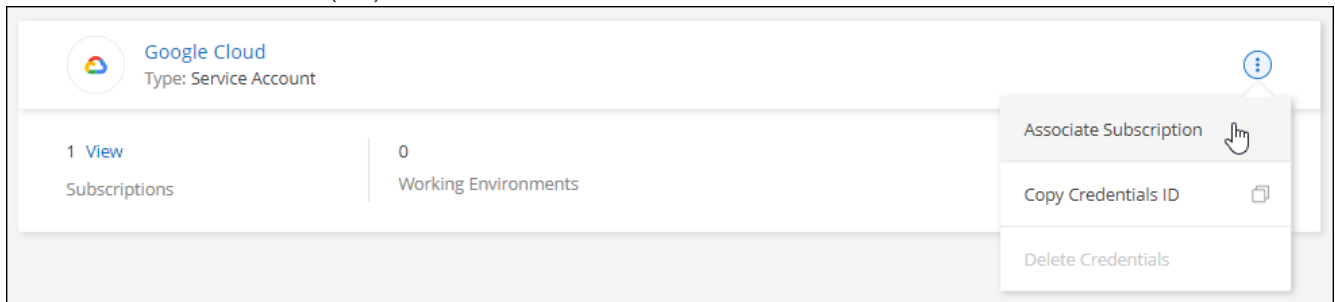 Google Cloud
Type: Service Account
1 View
Subscriptions
0
Working Environments
Associate Subscription
Copy Credentials ID
Delete Credentials